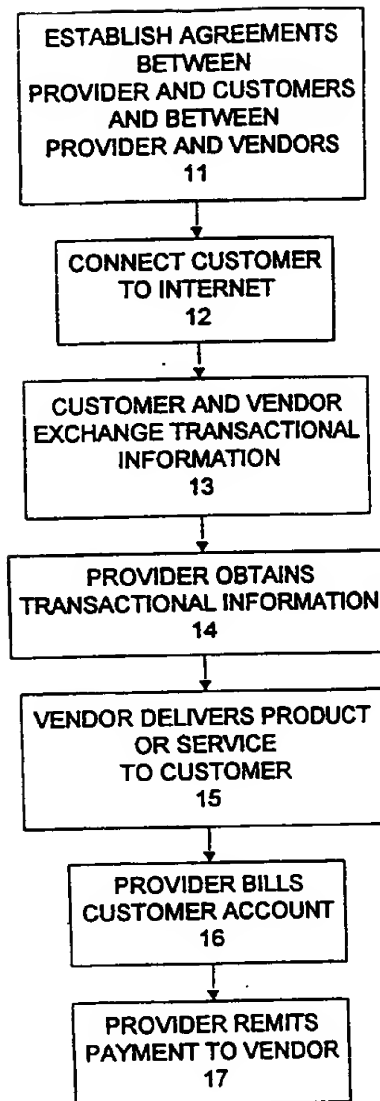 ESTABLISH AGREEMENTS
BETWEEN
PROVIDER AND CUSTOMERS
AND BETWEEN
PROVIDER AND VENDORS
11
CONNECT CUSTOMER
TO INTERNET
12
CUSTOMER AND VENDOR
EXCHANGE TRANSACTIONAL
INFORMATION
13
PROVIDER OBTAINS
TRANSACTIONAL INFORMATION
14
VENDOR DELIVERS PRODUCT
OR SERVICE
TO CUSTOMER
15
PROVIDER BILLS
CUSTOMER ACCOUNT
16
PROVIDER REMITS
PAYMENT TO VENDOR
17